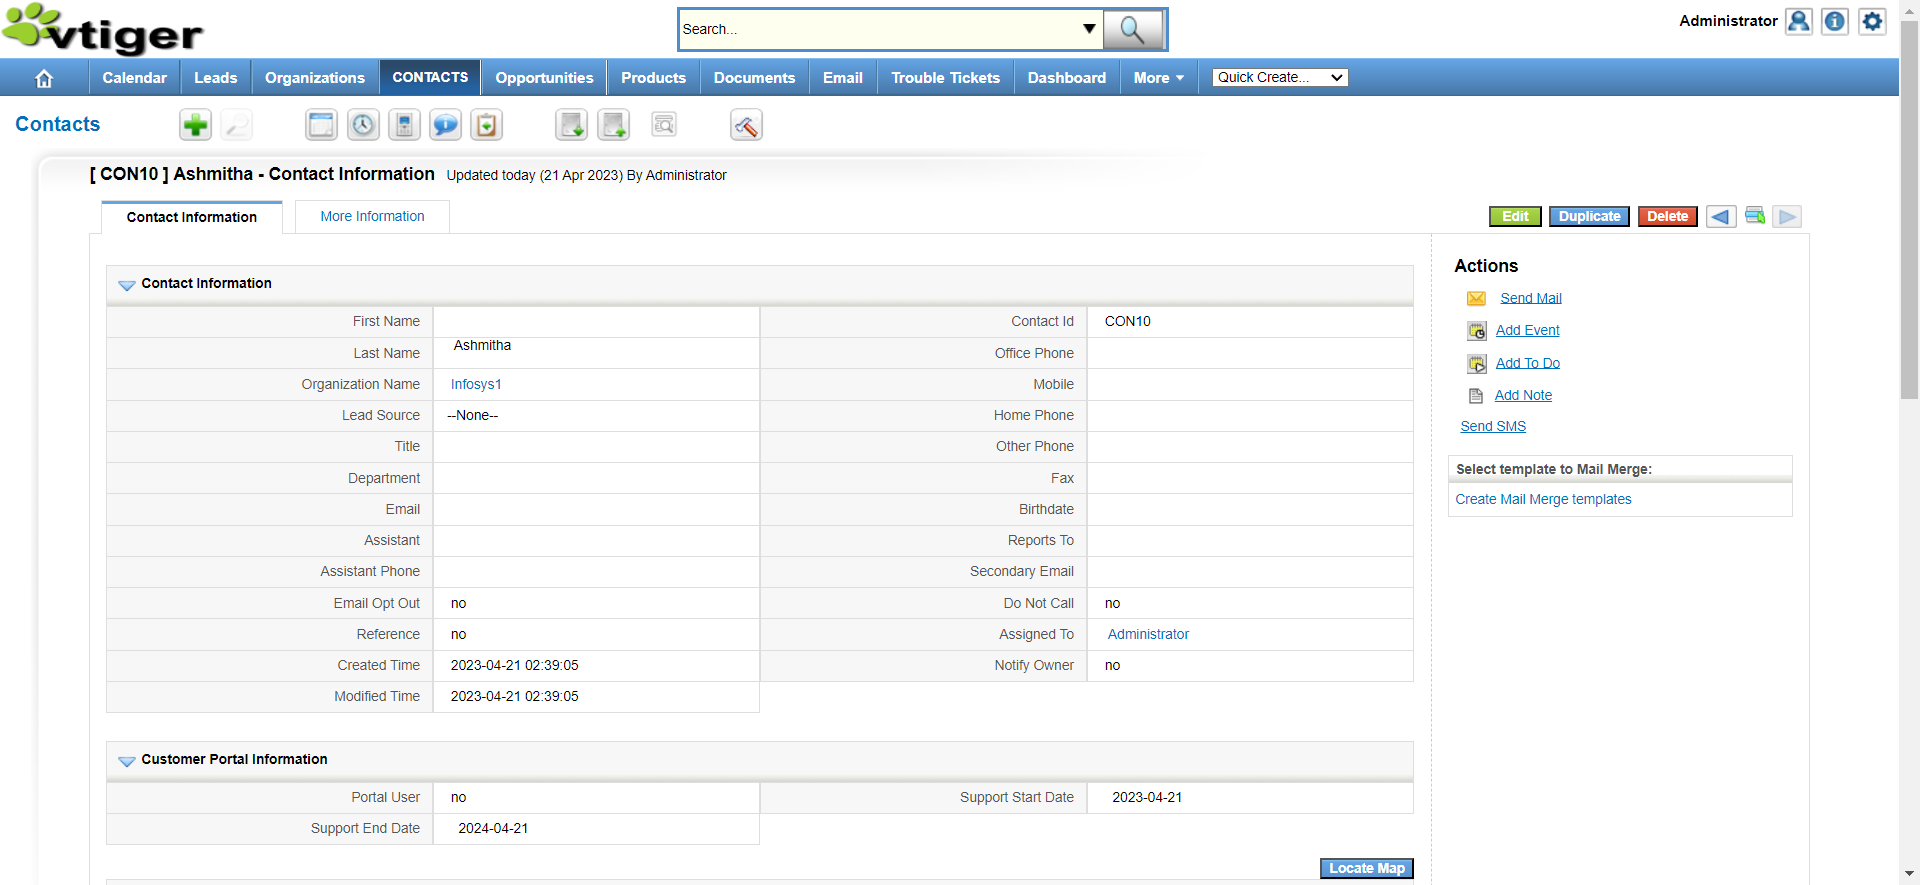 vtiger
Search...
Administrator
Calendar Leads Organizations CONTACTS Opportunities Products Documents Email Trouble Tickets Dashboard More Quick Create...
Contacts
[ CON10 ] Ashmitha - Contact Information Updated today (21 Apr 2023) By Administrator
Contact Information More Information
Edit Duplicate Delete
Contact Information
First Name Contact Id CON10
Last Name Ashmitha Office Phone
Organization Name Infosys1 Mobile
Lead Source --None-- Home Phone
Title Other Phone
Department Fax
Email Birthdate
Assistant Reports To
Assistant Phone Secondary Email
Email Opt Out no Do Not Call no
Reference no Assigned To Administrator
Created Time 2023-04-21 02:39:05 Notify Owner no
Modified Time 2023-04-21 02:39:05
Customer Portal Information
Portal User no Support Start Date 2023-04-21
Support End Date 2024-04-21
Locate Map
Actions
Send Mail
Add Event
Add To Do
Add Note
Send SMS
Select template to Mail Merge:
Create Mail Merge templates